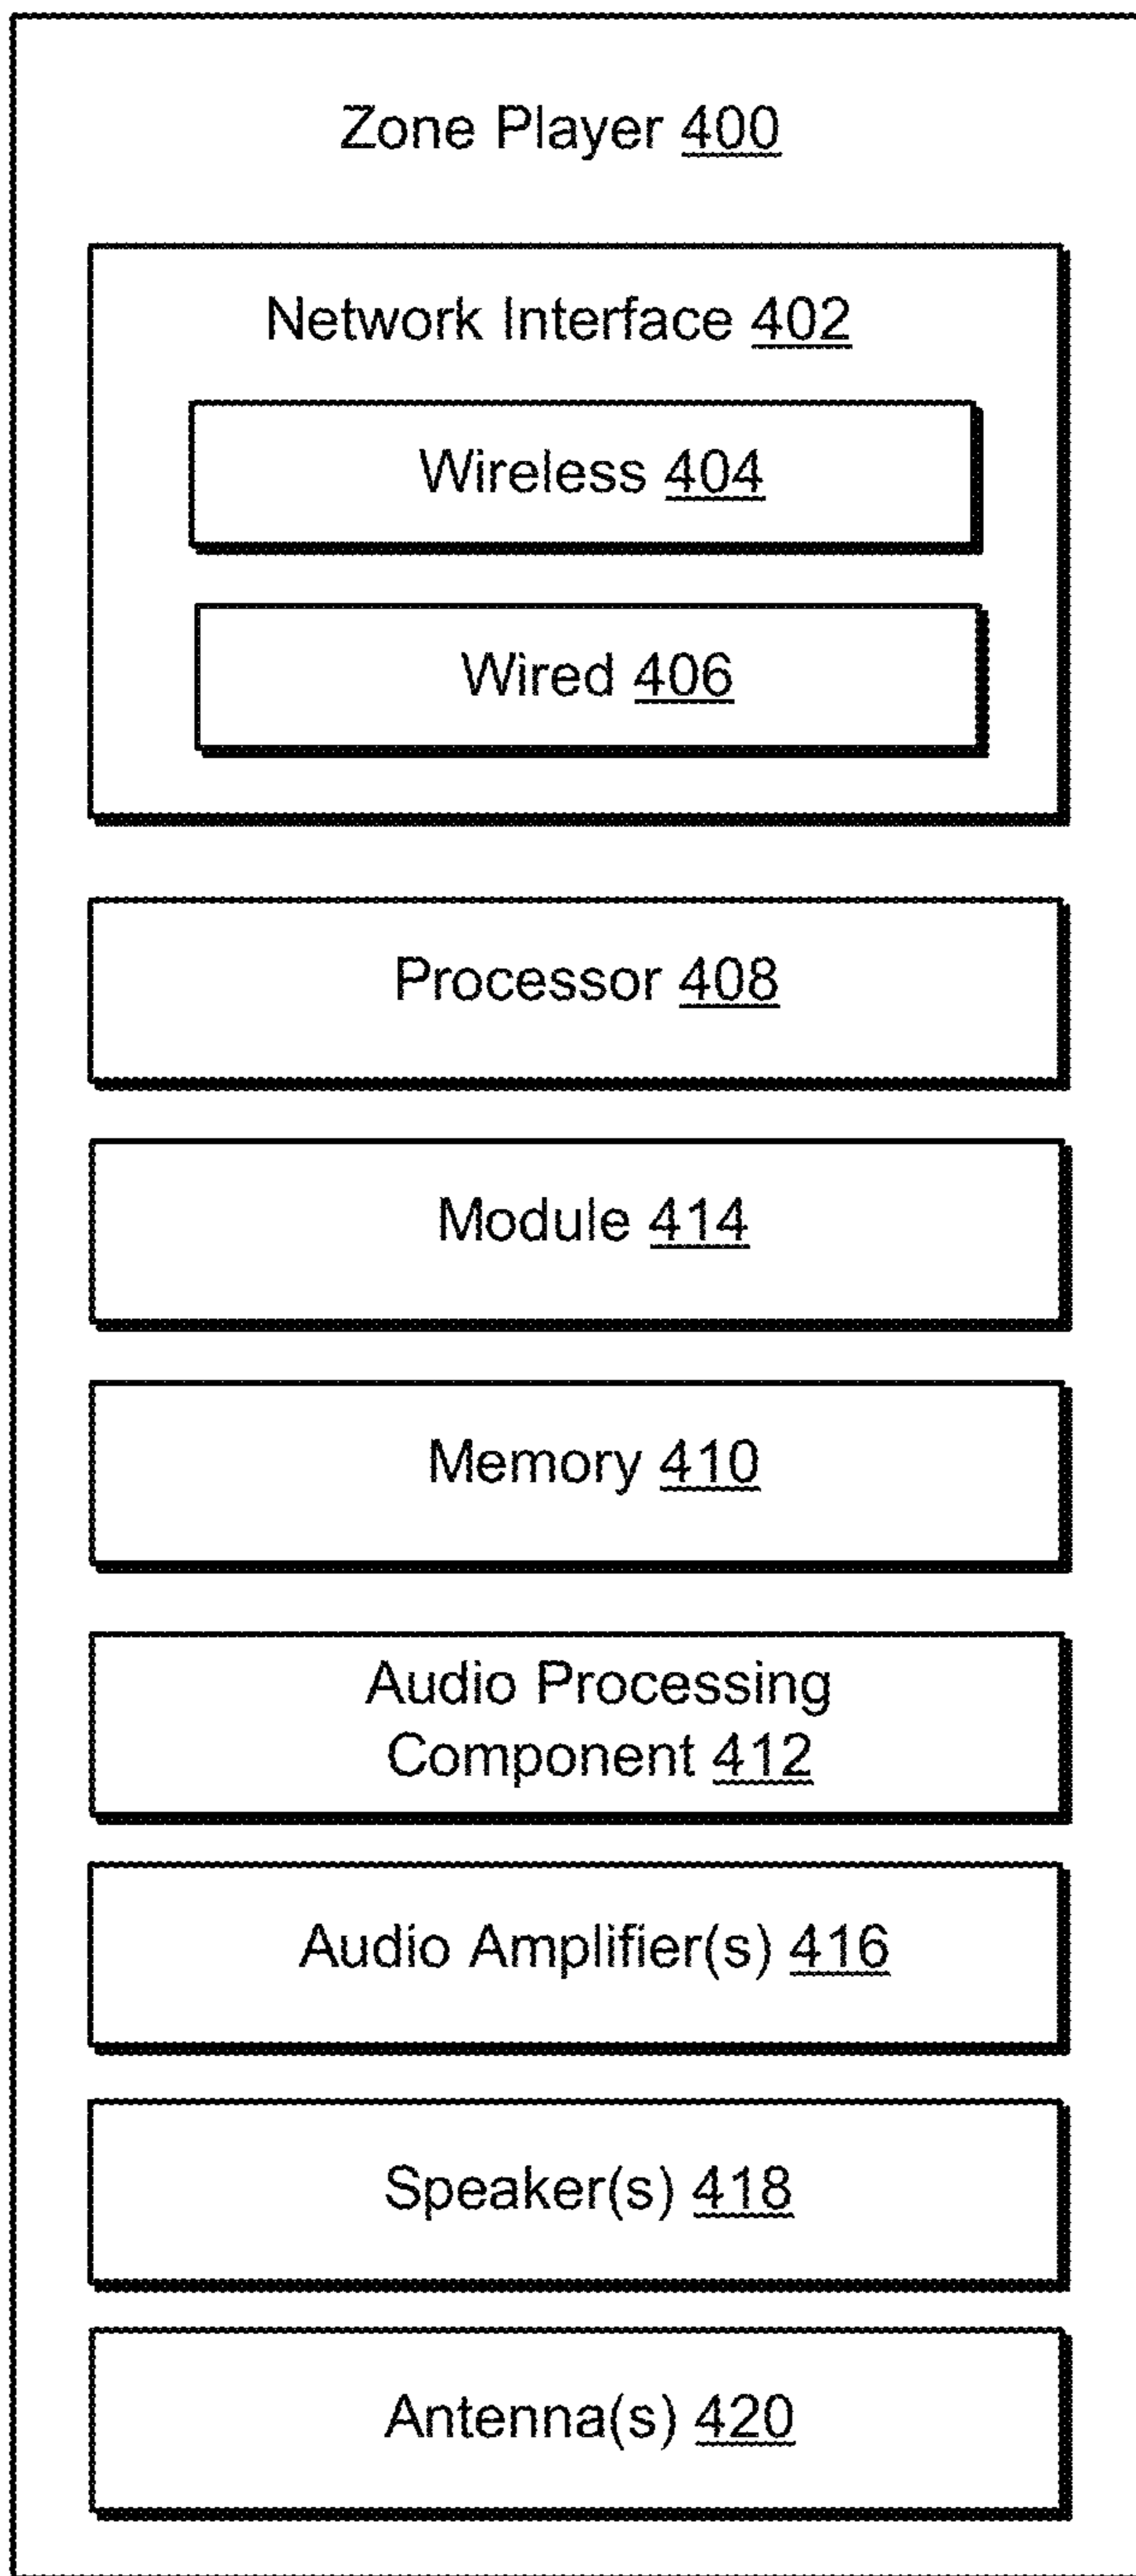 Zone Player 400
Network Interface 402
Wireless 404
Wired 406
Processor 408
Module 414
Memory 410
Audio Processing
Component 412
Audio Amplifier(s) 416
Speaker(s) 418
Antenna(s) 420